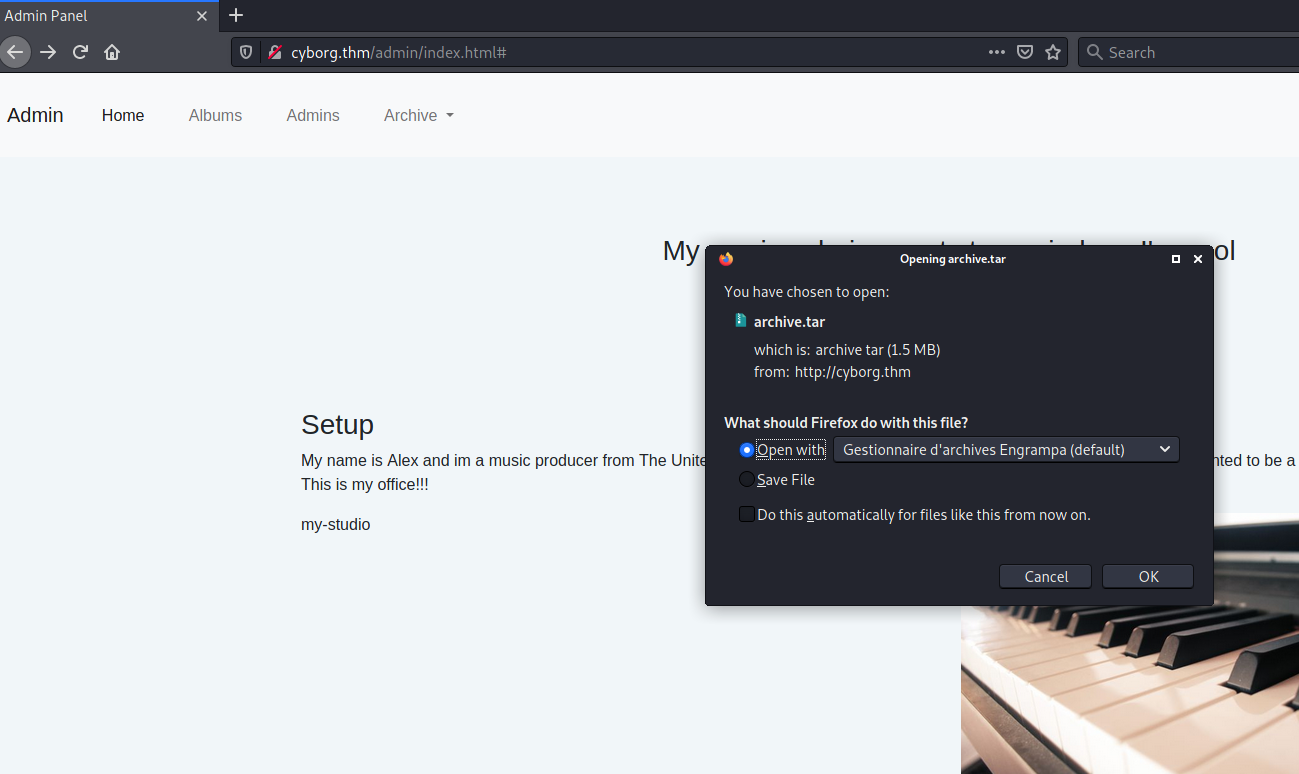 Admin Panel
cyborg.thm/admin/index.html#
Search
Admin Home Albums Admins Archive
My
ol
Opening archive.tar
You have chosen to open:
archive.tar
which is: archive tar (1.5 MB)
from: http://cyborg.thm
What should Firefox do with this file?
Open with Gestionnaire d'archives Engrampa (default)
Save File
Do this automatically for files like this from now on.
Cancel OK
Setup
My name is Alex and im a music producer from The Unite nted to be a
This is my office!!!
my-studio